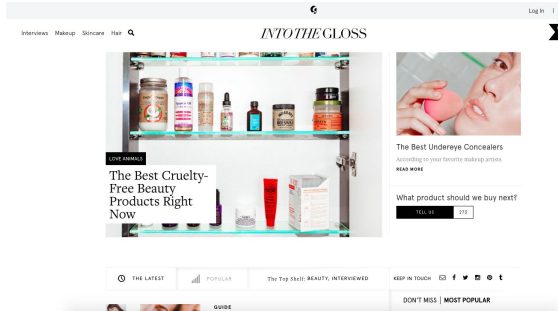 Log In
Interviews Makeup Skincare Hair
INTO THE GLOSS
LOVE ANIMALS
The Best Cruelty-
Free Beauty
Products Right
Now
The Best Undereye Concealers
According to your favorite makeup artists
READ MORE
What product should we buy next?
TELL US 275
THE LATEST POPULAR The Top Shelf: BEAUTY, INTERVIEWED KEEP IN TOUCH
GUIDE
DON'T MISS | MOST POPULAR